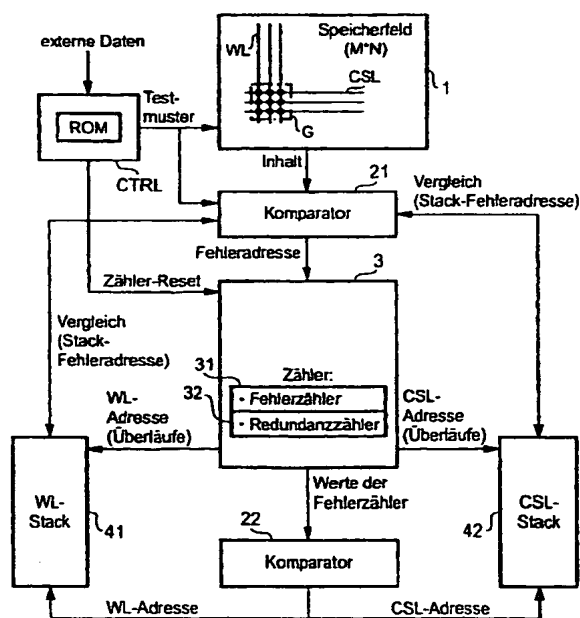 externe Daten
WL
Speicherfeld
(M*N)
CSL
1
Test-
muster
ROM
G
CTRL
Inhalt
21
Vergleich
(Stack-Fehleradresse)
Komparator
Fehleradresse
Zähler-Reset
3
Vergleich
(Stack-
Fehleradresse)
Zähler:
31
- Fehlerzähler
32
- Redundanzzähler
WL-
Adresse
(Überläufe)
CSL-
Adresse
(Überläufe)
WL-
Stack
41
Werte der
Fehlerzähler
42
CSL-
Stack
22
Komparator
WL-Adresse
CSL-Adresse